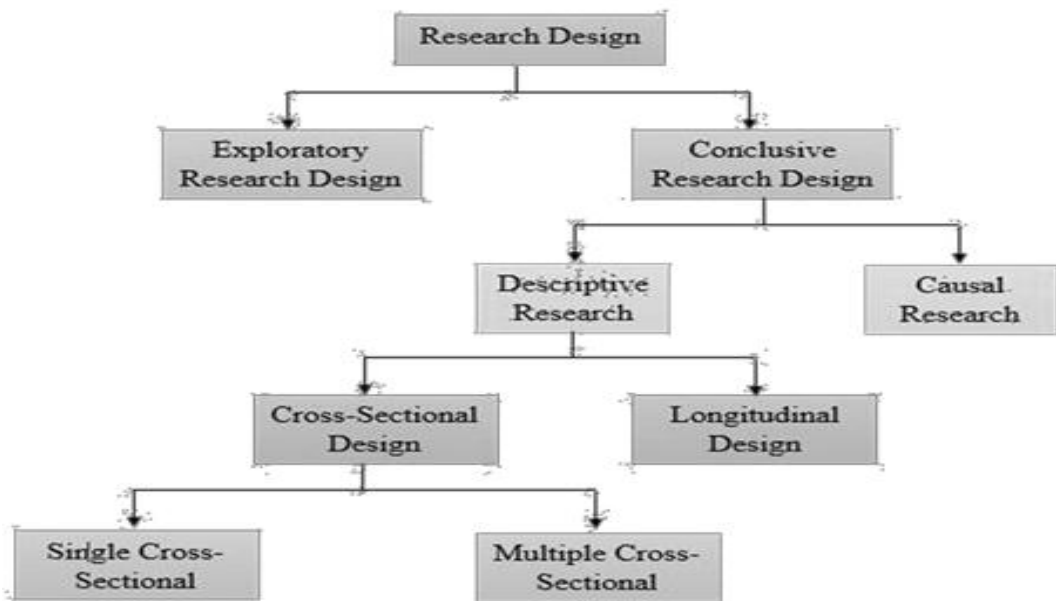 Research Design
Exploratory
Research Design
Conclusive
Research Design
Descriptive
Research
Causal
Research
Cross-Sectional
Design
Longitudinal
Design
Single Cross-
Sectional
Multiple Cross-
Sectional